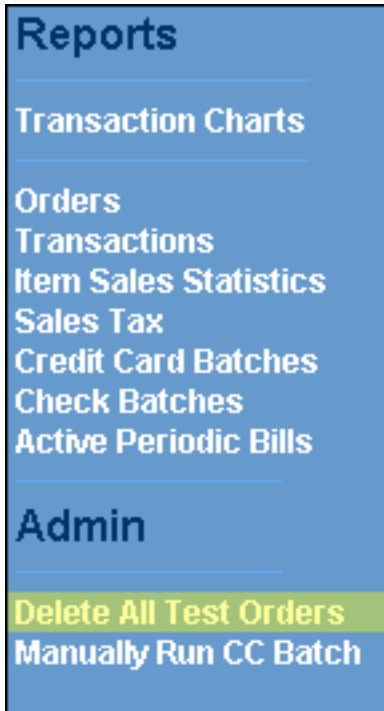 Reports
Transaction Charts
Orders
Transactions
Item Sales Statistics
Sales Tax
Credit Card Batches
Check Batches
Active Periodic Bills
Admin
Delete All Test Orders
Manually Run CC Batch